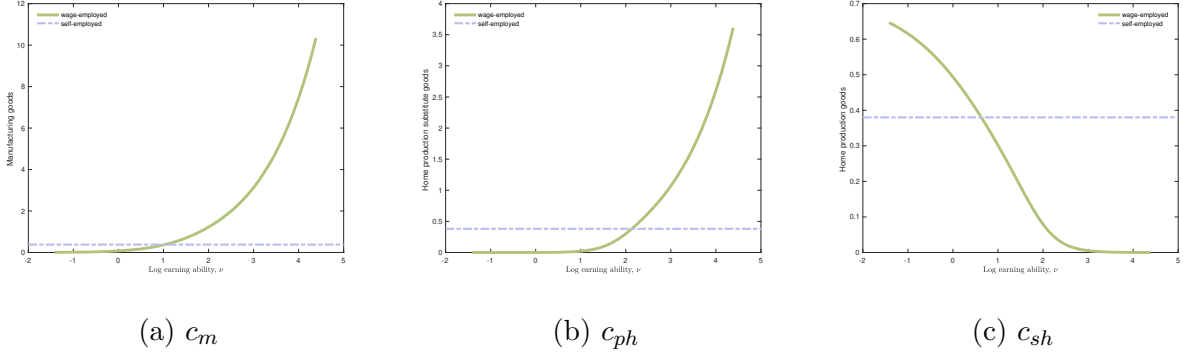 wage-employed
self-employed
Manufacturing goods
12
10
8
6
4
2
0
-2 -1 0 1 2 3 4 5
Log earning ability, ν
(a) c_m
wage-employed
self-employed
Home production substitute goods
4
3.5
3
2.5
2
1.5
1
0.5
0
-2 -1 0 1 2 3 4 5
Log earning ability, ν
(b) c_{ph}
wage-employed
self-employed
Home production goods
0.7
0.6
0.5
0.4
0.3
0.2
0.1
0
-2 -1 0 1 2 3 4 5
Log earning ability, ν
(c) c_{sh}